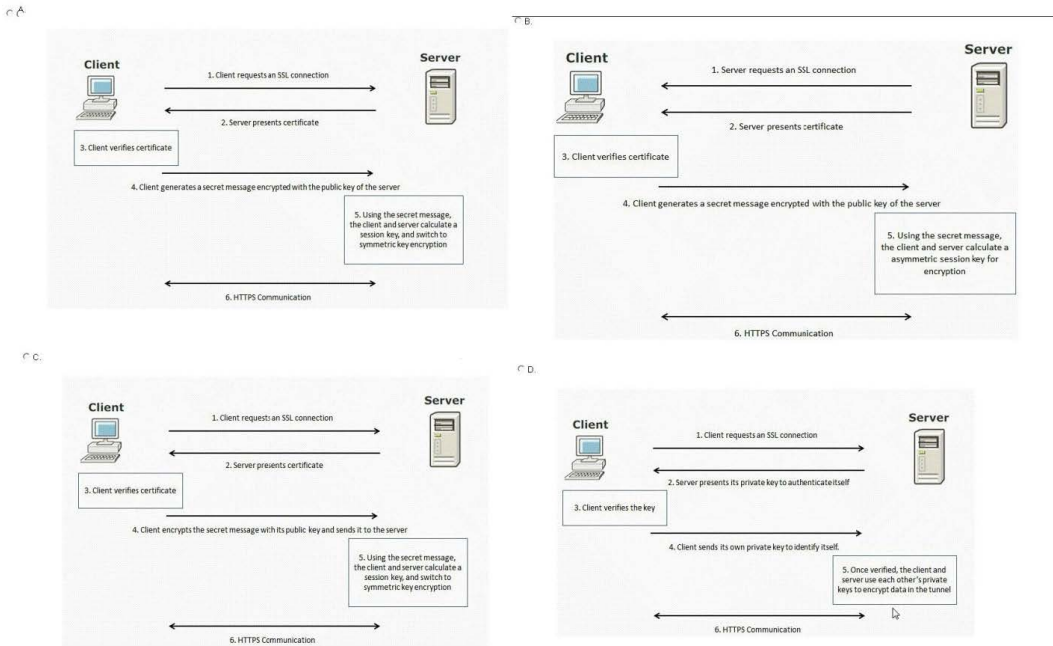 A.
Client
Server
1. Client requests an SSL connection
2. Server presents certificate
3. Client verifies certificate
4. Client generates a secret message encrypted with the public key of the server
5. Using the secret message,
the client and server calculate a
session key, and switch to
symmetric key encryption
6. HTTPS Communication
B.
Client
Server
1. Server requests an SSL connection
2. Server presents certificate
3. Client verifies certificate
4. Client generates a secret message encrypted with the public key of the server
5. Using the secret message,
the client and server calculate a
asymmetric session key for
encryption
6. HTTPS Communication
C.
Client
Server
1. Client requests an SSL connection
2. Server presents certificate
3. Client verifies certificate
4. Client encrypts the secret message with its public key and sends it to the server
5. Using the secret message,
the client and server calculate a
session key, and switch to
symmetric key encryption
6. HTTPS Communication
D.
Client
Server
1. Client requests an SSL connection
2. Server presents its private key to authenticate itself
3. Client verifies the key
4. Client sends its own private key to identify itself.
5. Once verified, the client and
server use each other's private
keys to encrypt data in the tunnel
6. HTTPS Communication